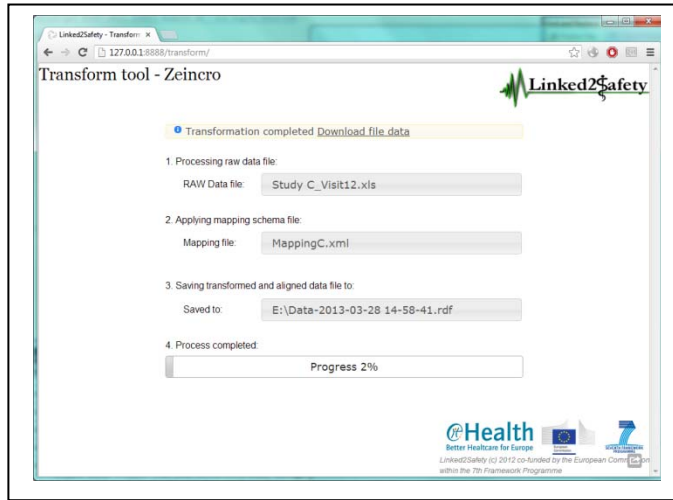 Linked2Safety - Transform
127.0.0.1:8888/transform/
Transform tool - Zeincro
Linked2Safety
Transformation completed Download file data
1. Processing raw data file:
RAW Data file:
Study C_Visit12.xls
2. Applying mapping schema file:
Mapping file:
MappingC.xml
3. Saving transformed and aligned data file to:
Saved to:
E:\Data-2013-03-28 14-58-41.rdf
4. Process completed:
Progress 2%
eHealth
Better Healtcare for Europe
Linked2Safety (c) 2012 co-funded by the European Commission
within the 7th Framework Programme